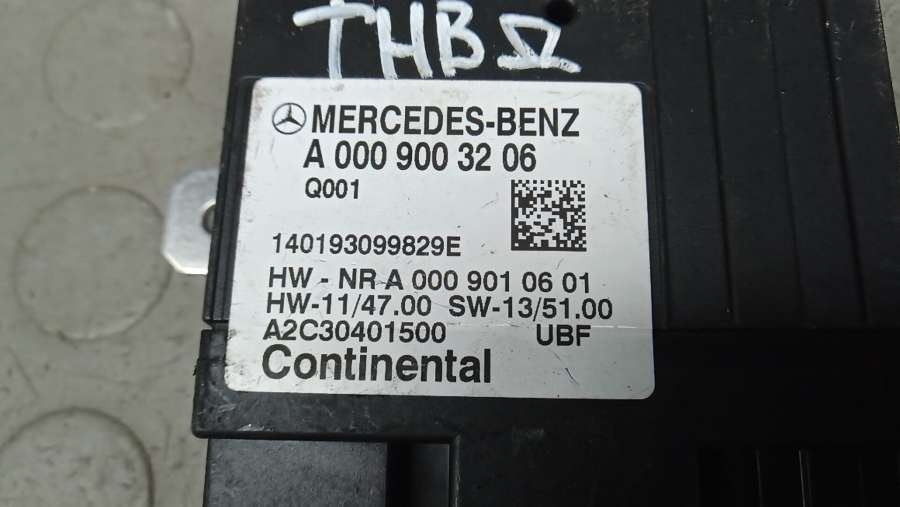 THB Ω
MERCEDES-BENZ
A 000 900 32 06
Q001
140193099829E
HW - NR A 000 901 06 01
HW-11/47.00 SW-13/51.00
A2C30401500 UBF
Continental